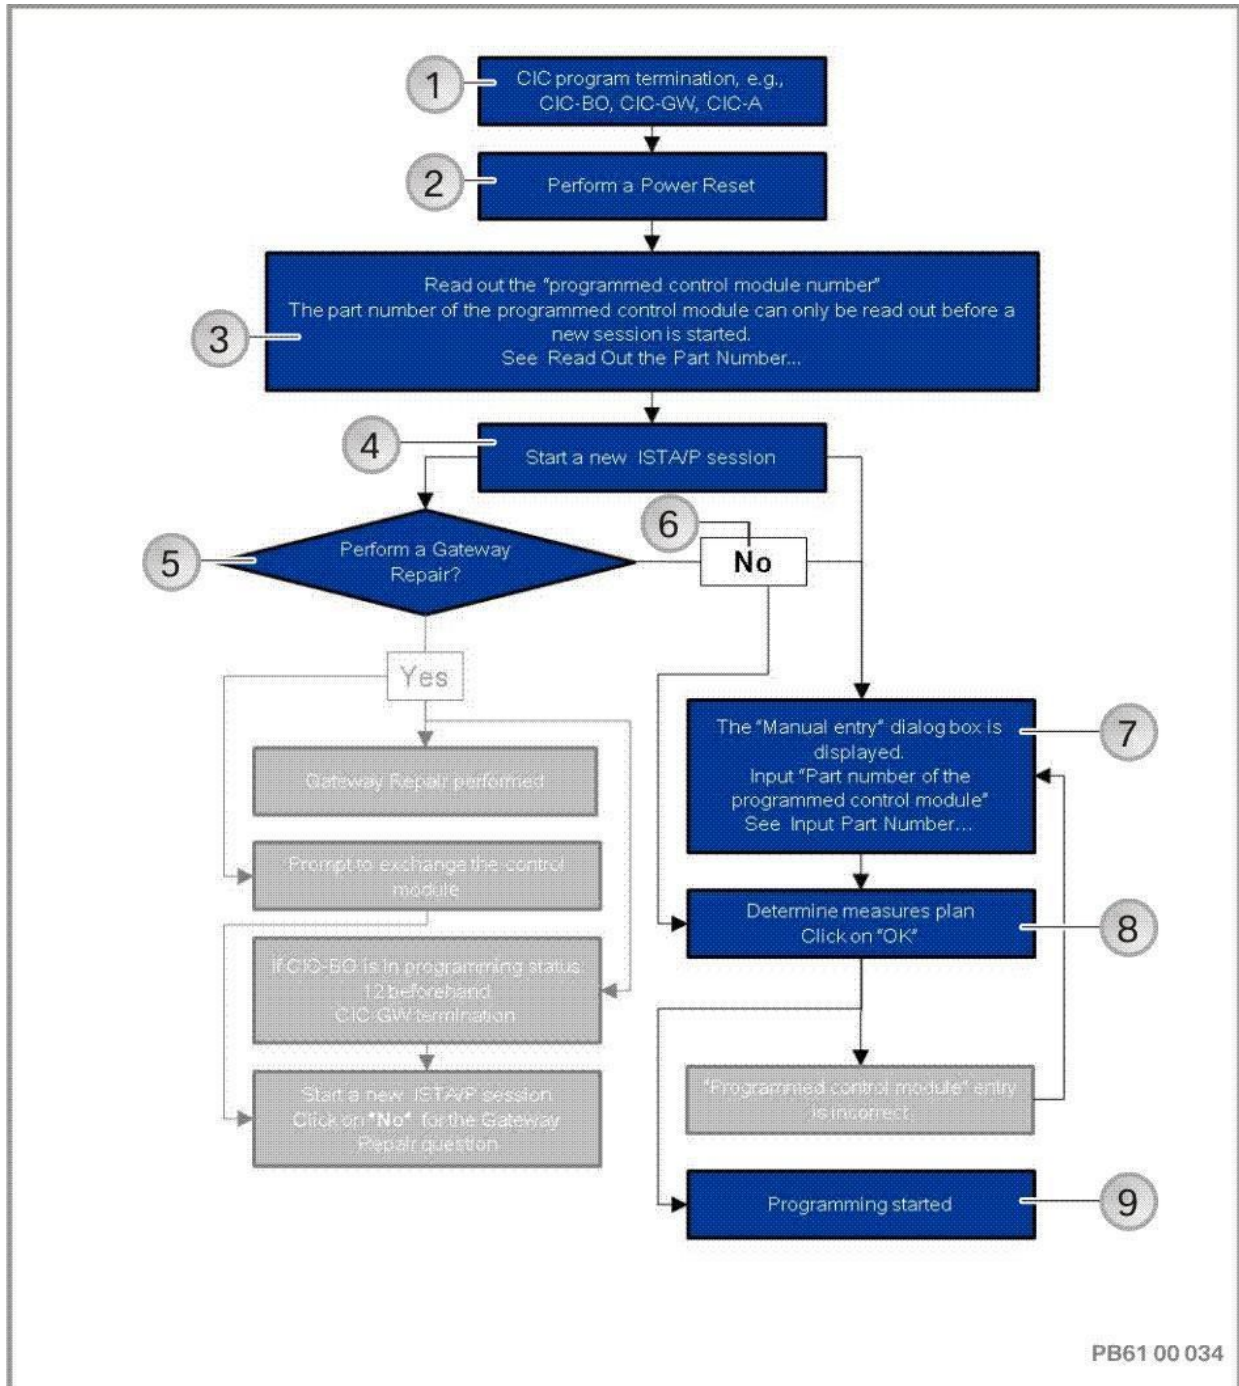 1
CIC program termination, e.g.,
CIC-BO, CIC-GW, CIC-A
2
Perform a Power Reset
3
Read out the "programmed control module number"
The part number of the programmed control module can only be read out before a
new session is started.
See Read Out the Part Number...
4
Start a new ISTA/P session
5
Perform a Gateway
Repair?
6
No
Yes
7
The "Manual entry" dialog box is
displayed.
Input "Part number of the
programmed control module"
See Input Part Number...
Gateway Repair performed
Prompt to exchange the control
module
8
Determine measures plan
Click on "OK"
If CIC-BO is in programming status
12 beforehand
CIC-GW termination
Start a new ISTA/P session
Click on "No" for the Gateway
Repair question
"Programmed control module" entry
is incorrect
9
Programming started
PB61 00 034